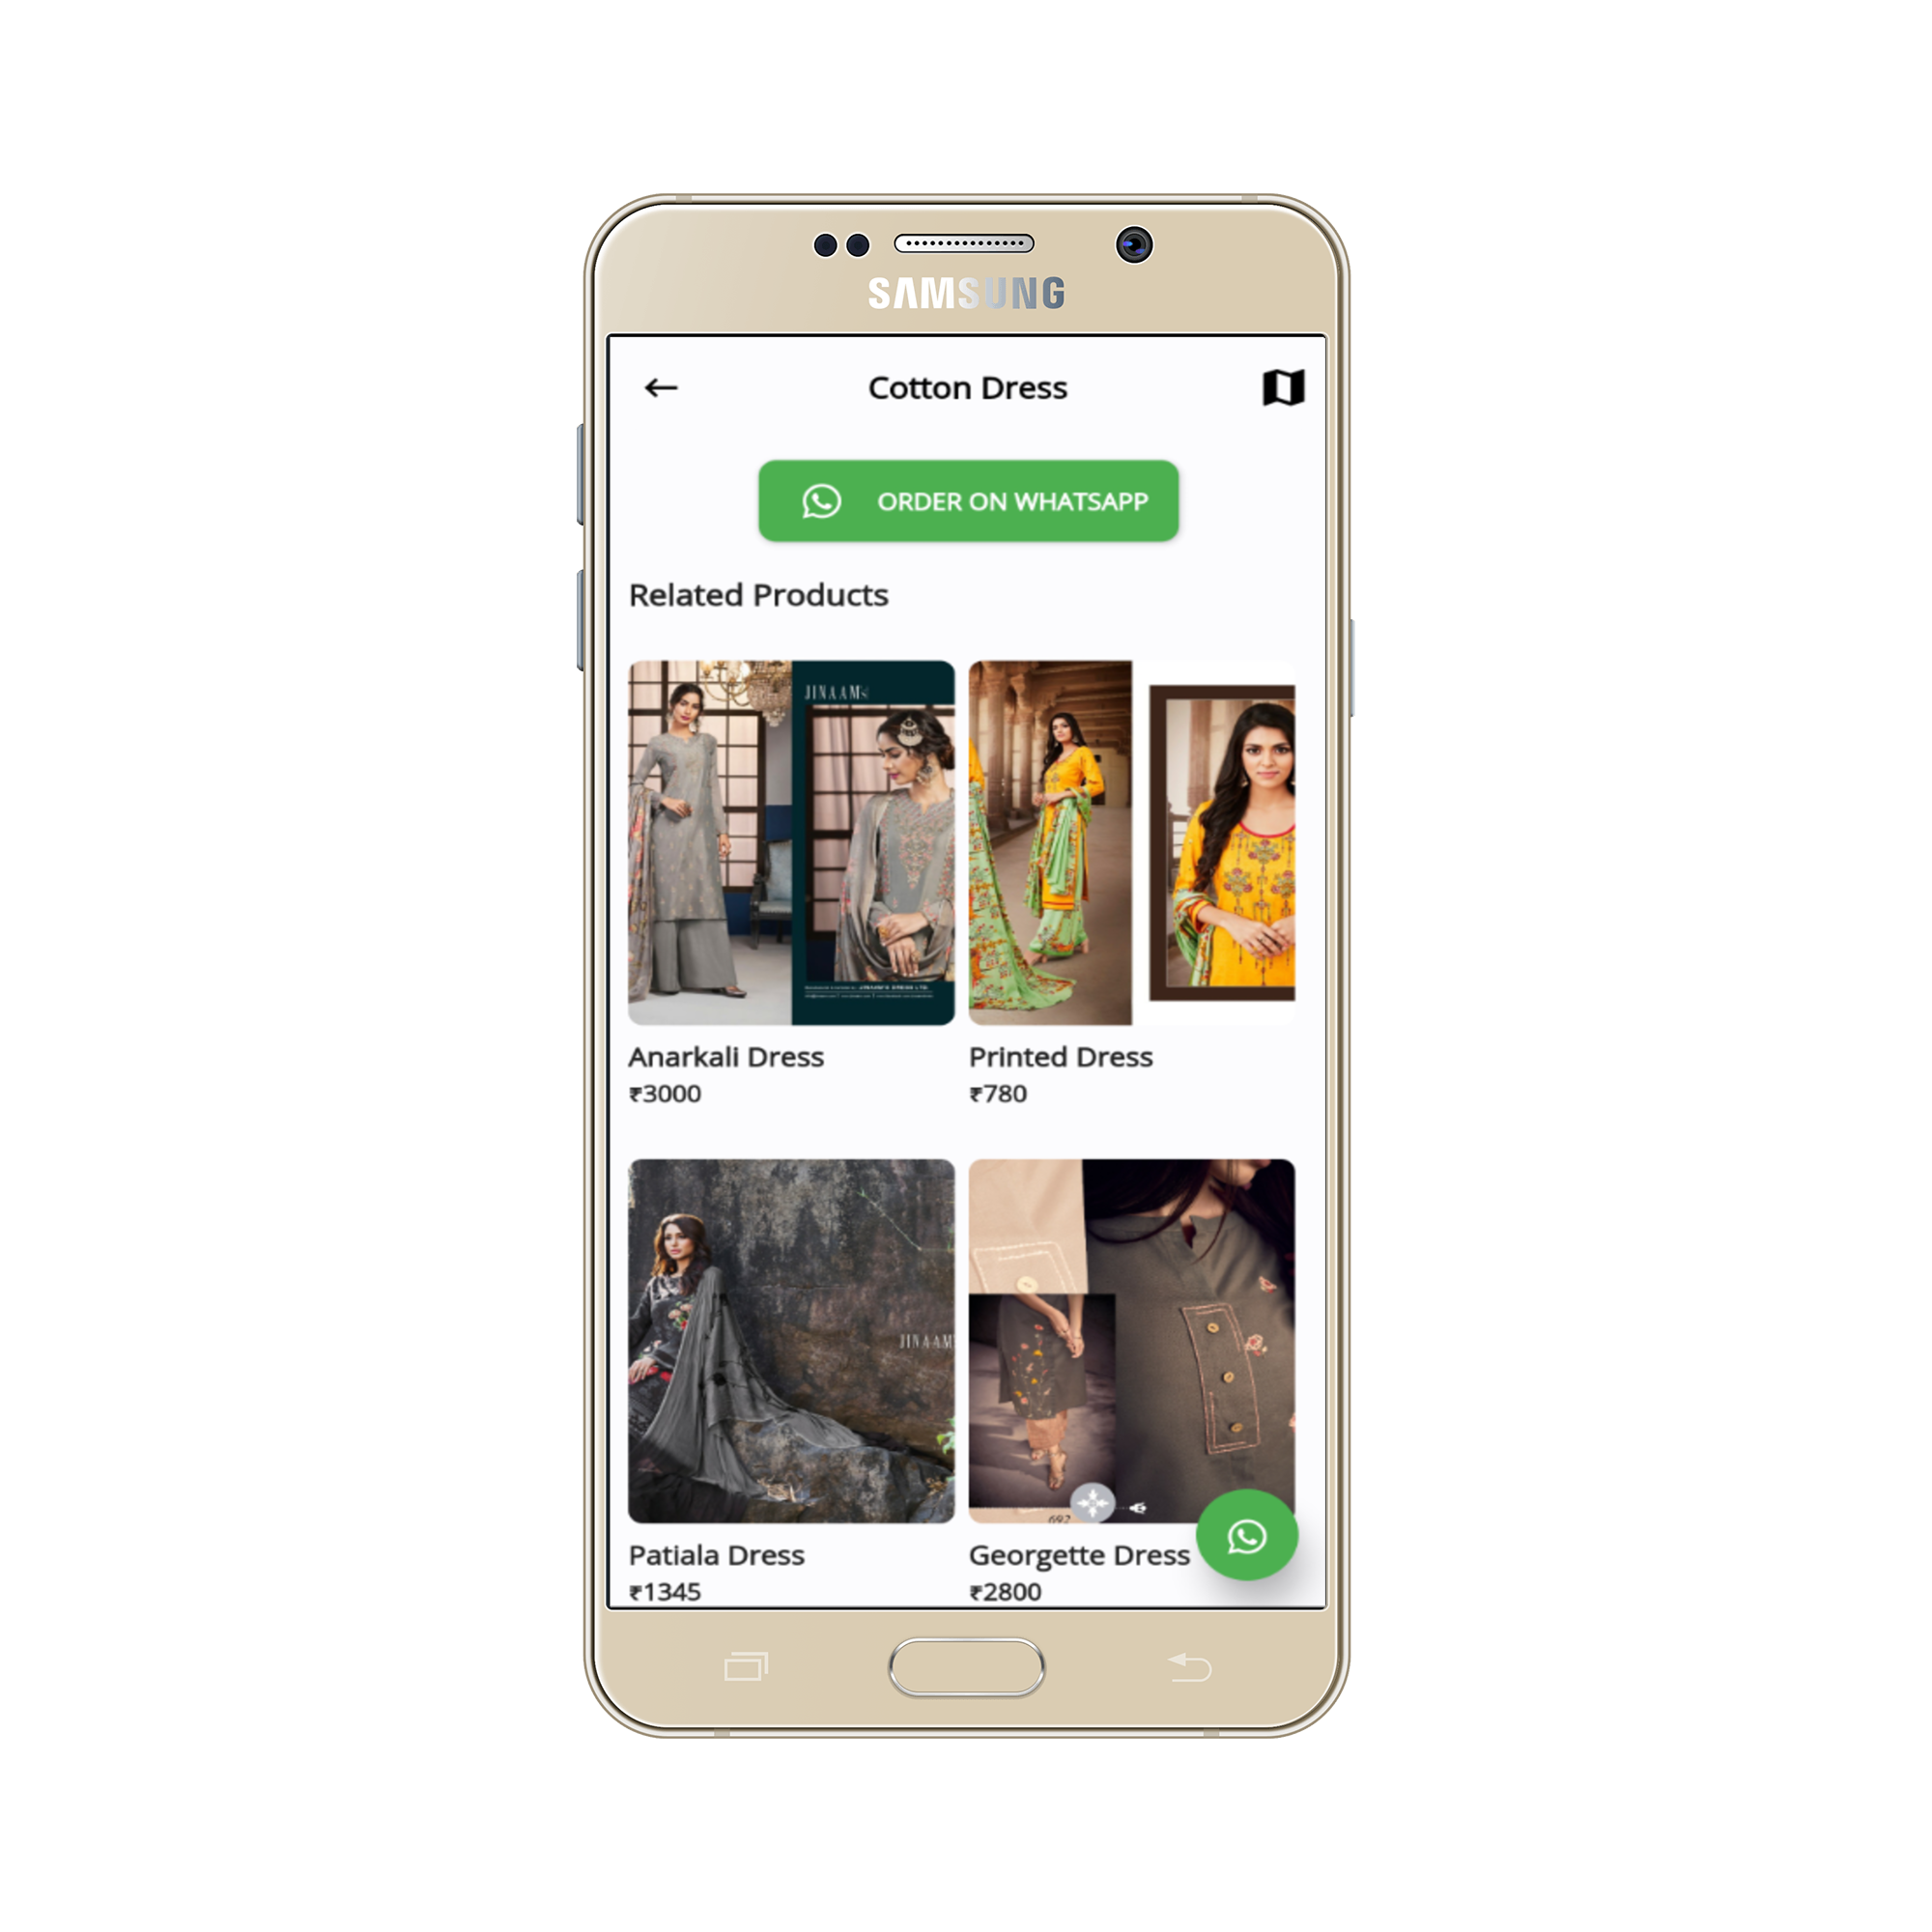 SAMSUNG
Cotton Dress
ORDER ON WHATSAPP
Related Products
JINAAM's
Anarkali Dress
₹3000
Printed Dress
₹780
JINAAM
692
Patiala Dress
₹1345
Georgette Dress
₹2800